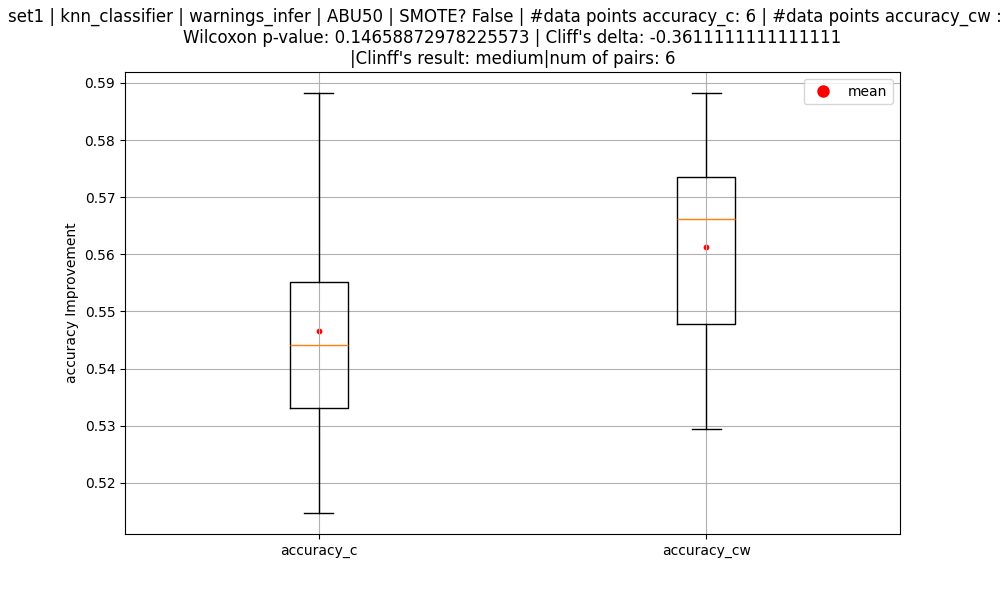 set1 | knn_classifier | warnings_infer | ABU50 | SMOTE? False | #data points accuracy_c: 6 | #data points accuracy_cw :
Wilcoxon p-value: 0.14658872978225573 | Cliff's delta: -0.3611111111111111
|Clinff's result: medium|num of pairs: 6
mean
0.59
0.58
0.57
0.56
0.55
0.54
0.53
0.52
accuracy Improvement
accuracy_c
accuracy_cw